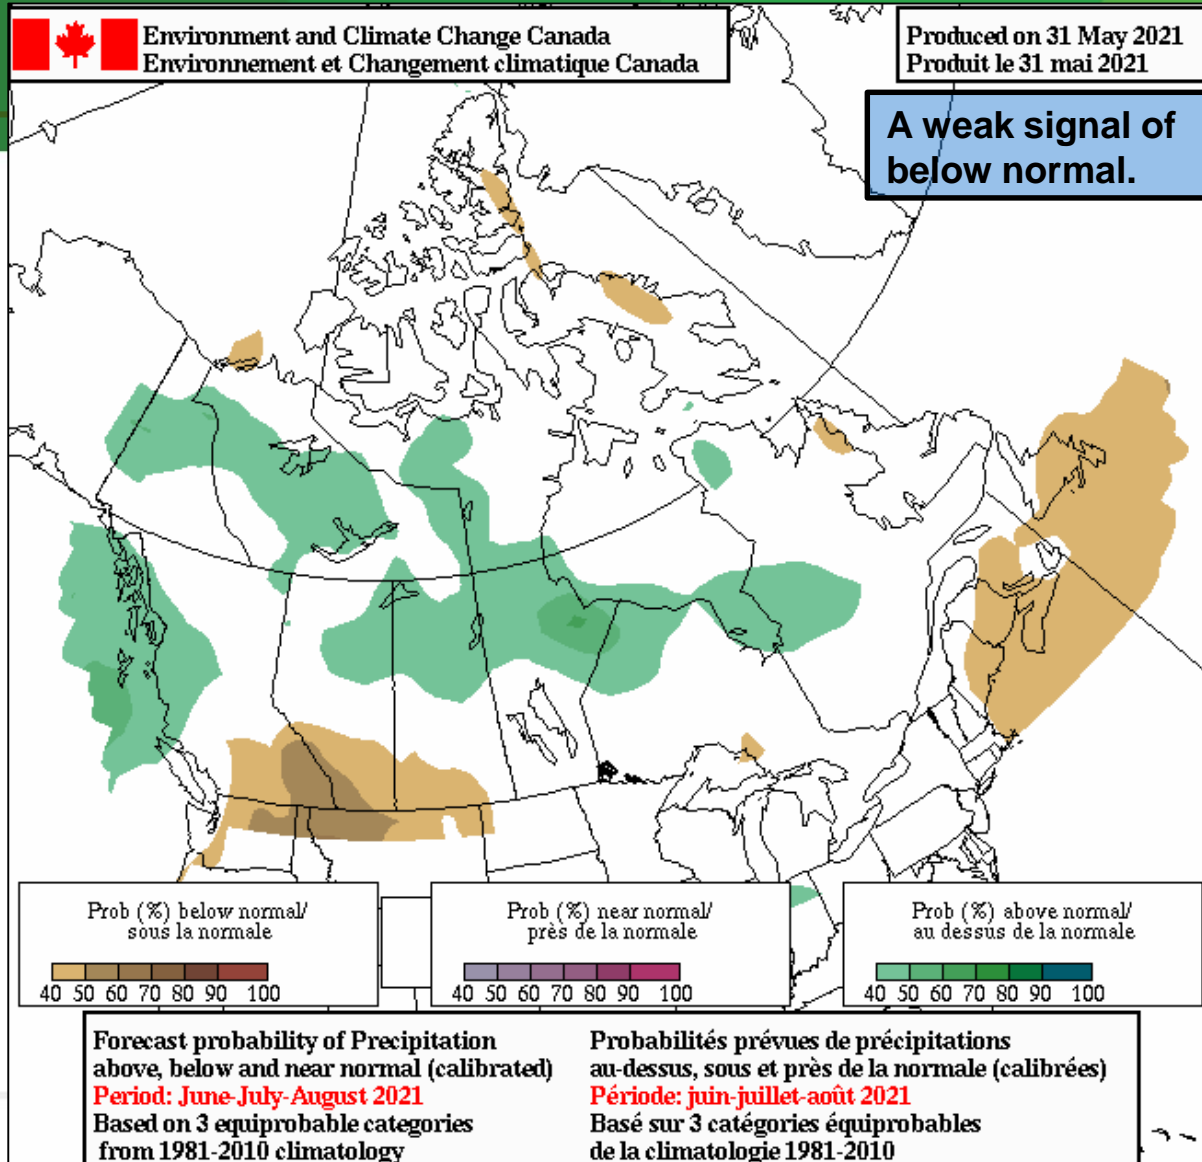 Environment and Climate Change Canada
Environnement et Changement climatique Canada
Produced on 31 May 2021
Produit le 31 mai 2021
A weak signal of
below normal.
Prob (%) below normal/
sous la normale
40 50 60 70 80 90 100
Prob (%) near normal/
près de la normale
40 50 60 70 80 90 100
Prob (%) above normal/
au dessus de la normale
40 50 60 70 80 90 100
Forecast probability of Precipitation
above, below and near normal (calibrated)
Period: June-July-August 2021
Based on 3 equiprobable categories
from 1981-2010 climatology
Probabilités prévues de précipitations
au-dessus, sous et près de la normale (calibrées)
Période: juin-juillet-août 2021
Basé sur 3 catégories équiprobables
de la climatologie 1981-2010